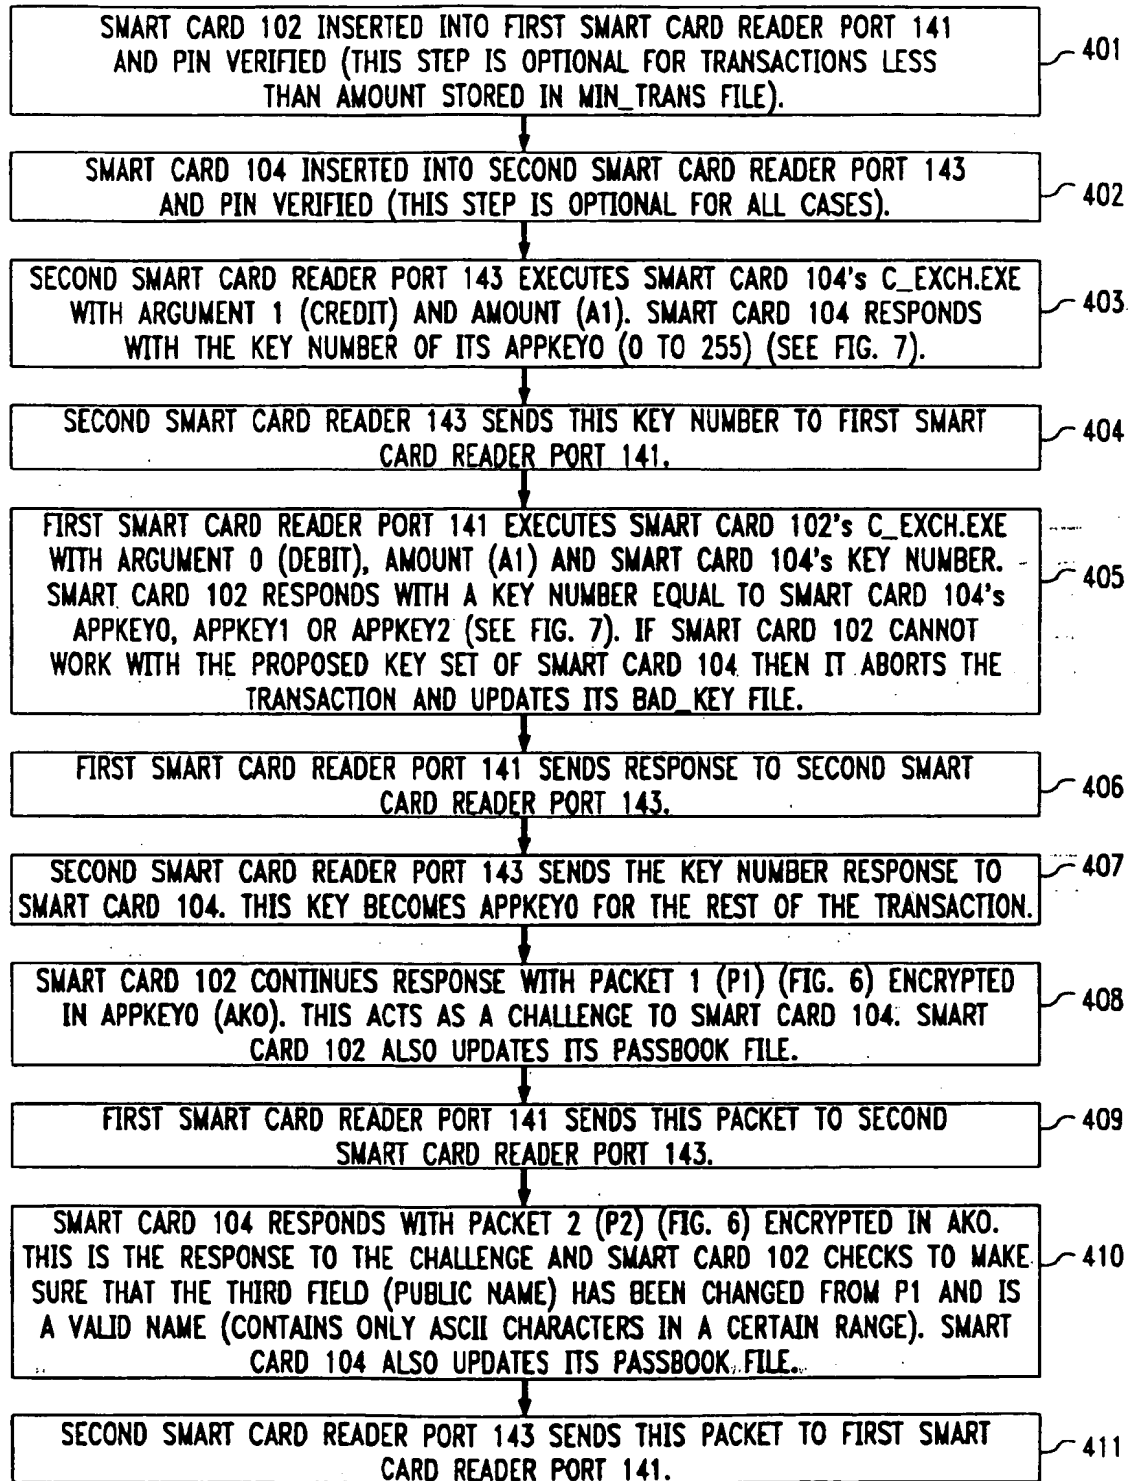 SMART CARD 102 INSERTED INTO FIRST SMART CARD READER PORT 141
AND PIN VERIFIED (THIS STEP IS OPTIONAL FOR TRANSACTIONS LESS
THAN AMOUNT STORED IN MIN_TRANS FILE).
401
SMART CARD 104 INSERTED INTO SECOND SMART CARD READER PORT 143
AND PIN VERIFIED (THIS STEP IS OPTIONAL FOR ALL CASES).
402
SECOND SMART CARD READER PORT 143 EXECUTES SMART CARD 104's C_EXCH.EXE
WITH ARGUMENT 1 (CREDIT) AND AMOUNT (A1). SMART CARD 104 RESPONDS
WITH THE KEY NUMBER OF ITS APPKEY0 (0 TO 255) (SEE FIG. 7).
403
SECOND SMART CARD READER 143 SENDS THIS KEY NUMBER TO FIRST SMART
CARD READER PORT 141.
404
FIRST SMART CARD READER PORT 141 EXECUTES SMART CARD 102's C_EXCH.EXE
WITH ARGUMENT 0 (DEBIT), AMOUNT (A1) AND SMART CARD 104's KEY NUMBER.
SMART CARD 102 RESPONDS WITH A KEY NUMBER EQUAL TO SMART CARD 104's
APPKEY0, APPKEY1 OR APPKEY2 (SEE FIG. 7). IF SMART CARD 102 CANNOT
WORK WITH THE PROPOSED KEY SET OF SMART CARD 104 THEN IT ABORTS THE
TRANSACTION AND UPDATES ITS BAD_KEY FILE.
405
FIRST SMART CARD READER PORT 141 SENDS RESPONSE TO SECOND SMART
CARD READER PORT 143.
406
SECOND SMART CARD READER PORT 143 SENDS THE KEY NUMBER RESPONSE TO
SMART CARD 104. THIS KEY BECOMES APPKEY0 FOR THE REST OF THE TRANSACTION.
407
SMART CARD 102 CONTINUES RESPONSE WITH PACKET 1 (P1) (FIG. 6) ENCRYPTED
IN APPKEY0 (AK0). THIS ACTS AS A CHALLENGE TO SMART CARD 104. SMART
CARD 102 ALSO UPDATES ITS PASSBOOK FILE.
408
FIRST SMART CARD READER PORT 141 SENDS THIS PACKET TO SECOND
SMART CARD READER PORT 143.
409
SMART CARD 104 RESPONDS WITH PACKET 2 (P2) (FIG. 6) ENCRYPTED IN AK0.
THIS IS THE RESPONSE TO THE CHALLENGE AND SMART CARD 102 CHECKS TO MAKE
SURE THAT THE THIRD FIELD (PUBLIC NAME) HAS BEEN CHANGED FROM P1 AND IS
A VALID NAME (CONTAINS ONLY ASCII CHARACTERS IN A CERTAIN RANGE). SMART
CARD 104 ALSO UPDATES ITS PASSBOOK FILE.
410
SECOND SMART CARD READER PORT 143 SENDS THIS PACKET TO FIRST SMART
CARD READER PORT 141.
411